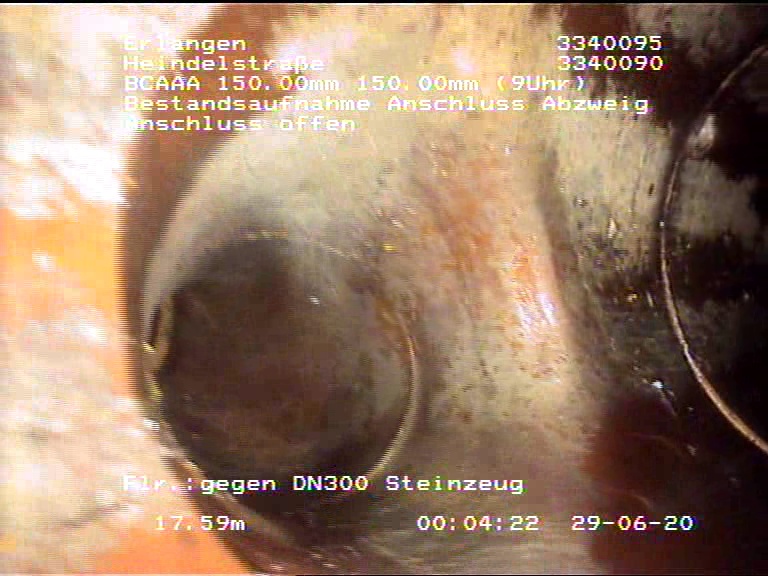 Erlangen 3340095
Heindelstraße 3340090
BCAAA 150.00mm 150.00mm (9Uhr)
Bestandsaufnahme Anschluss Abzweig
Anschluss offen
Flr.:gegen DN300 Steinzeug
17.59m 00:04:22 29-06-20